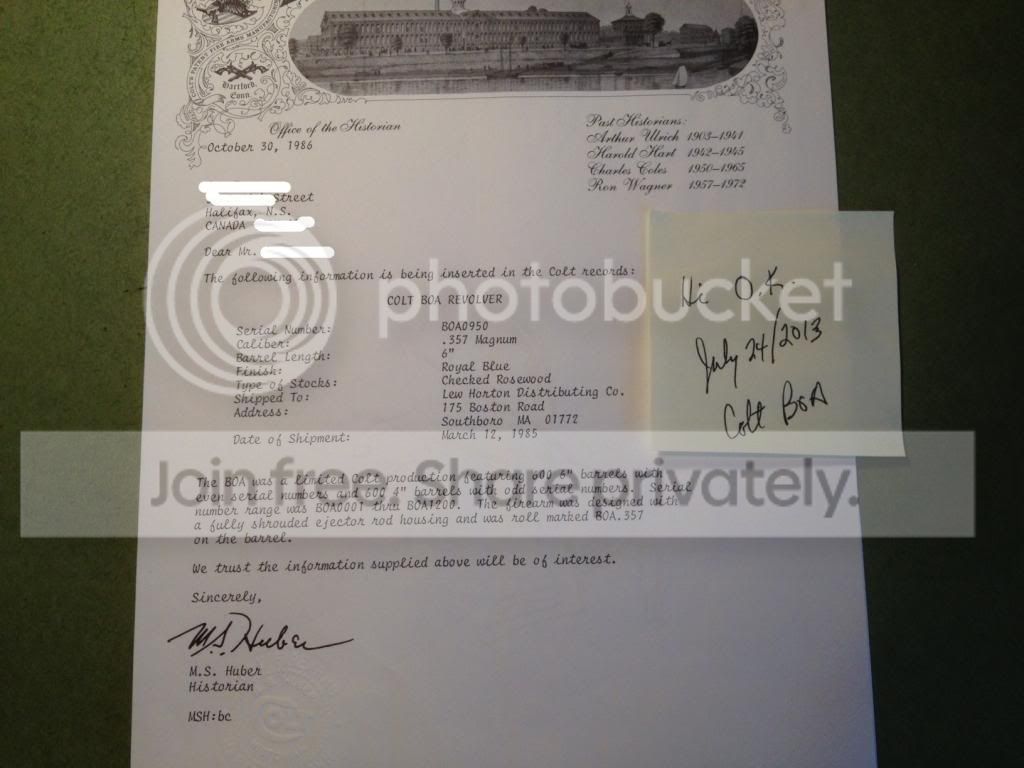 COLT'S PATENT FIRE ARMS MANUFACTURING
Hartford,
Conn
Office of the Historian
October 30, 1986
Past Historians:
Arthur Ulrich 1903–1941
Harold Hart 1942–1945
Charles Coles 1950–1965
Ron Wagner 1957–1972
Street
Halifax, N.S.
CANADA
Dear Mr.
The following information is being inserted in the Colt records:
COLT BOA REVOLVER
Serial Number: BOA0950
Caliber: .357 Magnum
Barrel Length: 6"
Finish: Royal Blue
Type of Stocks: Checked Rosewood
Shipped To: Lew Horton Distributing Co.
Address: 175 Boston Road
Southboro MA 01772
Date of Shipment: March 12, 1985
The BOA was a limited Colt production featuring 600 6" barrels with
even serial numbers and 600 4" barrels with odd serial numbers. Serial
number range was BOA0001 thru BOA1200. The firearm was designed with
a fully shrouded ejector rod housing and was roll marked BOA.357
on the barrel.
We trust the information supplied above will be of interest.
Sincerely,
M.S. Huber
M.S. Huber
Historian
MSH:bc
Hi O.K.
July 24/2013
Colt BOA
photobucket
Join free. Share privately.